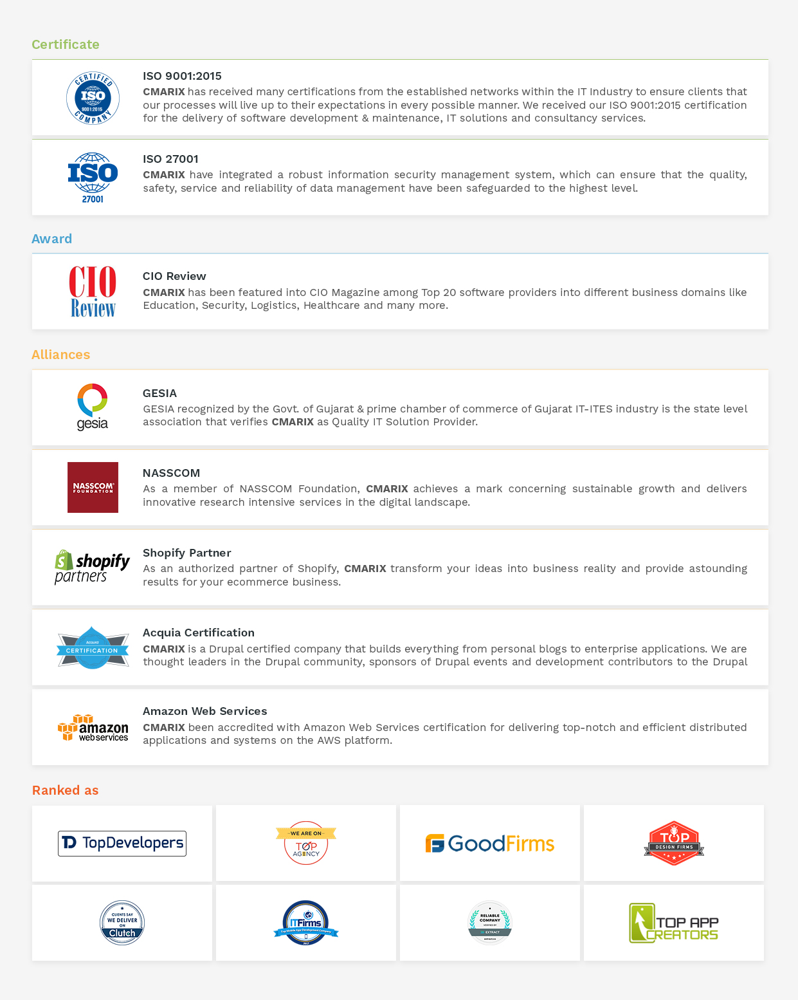 Certificate
CERTIFIED
ISO
9001:2015
COMPANY
ISO 9001:2015
CMARIX has received many certifications from the established networks within the IT Industry to ensure clients that
our processes will live up to their expectations in every possible manner. We received our ISO 9001:2015 certification
for the delivery of software development & maintenance, IT solutions and consultancy services.
ISO
27001
ISO 27001
CMARIX have integrated a robust information security management system, which can ensure that the quality,
safety, service and reliability of data management have been safeguarded to the highest level.
Award
CIO
Review
CIO Review
CMARIX has been featured into CIO Magazine among Top 20 software providers into different business domains like
Education, Security, Logistics, Healthcare and many more.
Alliances
gesia
GESIA
GESIA recognized by the Govt. of Gujarat & prime chamber of commerce of Gujarat IT-ITES industry is the state level
association that verifies CMARIX as Quality IT Solution Provider.
NASSCOM®
FOUNDATION
NASSCOM
As a member of NASSCOM Foundation, CMARIX achieves a mark concerning sustainable growth and delivers
innovative research intensive services in the digital landscape.
shopify
partners
Shopify Partner
As an authorized partner of Shopify, CMARIX transform your ideas into business reality and provide astounding
results for your ecommerce business.
Acquia
CERTIFICATION
Acquia Certification
CMARIX is a Drupal certified company that builds everything from personal blogs to enterprise applications. We are
thought leaders in the Drupal community, sponsors of Drupal events and development contributors to the Drupal
amazon
web services
Amazon Web Services
CMARIX been accredited with Amazon Web Services certification for delivering top-notch and efficient distributed
applications and systems on the AWS platform.
Ranked as
TD TopDevelopers
WE ARE ON
TOP
AGENCY
GoodFirms
TOP
DESIGN FIRMS
CLIENTS SAY
WE DELIVER
ON
Clutch
ITFirms
Top Mobile App Development Company
2017
RELIABLE
COMPANY
VERIFIED BY
EXTRACT
extract.co
TOP APP
CREATORS